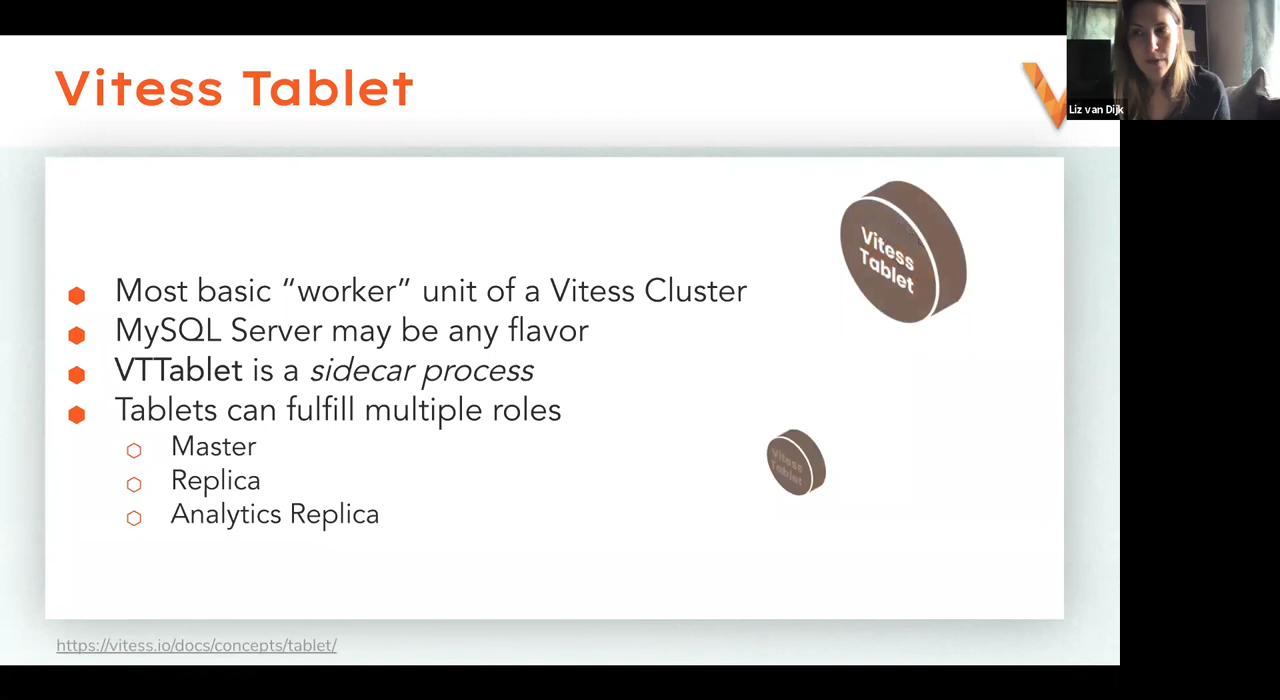 Vitess Tablet
Liz van Dijk
Vitess
Tablet
Most basic “worker” unit of a Vitess Cluster
MySQL Server may be any flavor
VTTablet is a sidecar process
Tablets can fulfill multiple roles
Master
Replica
Analytics Replica
Vitess
Tablet
https://vitess.io/docs/concepts/tablet/